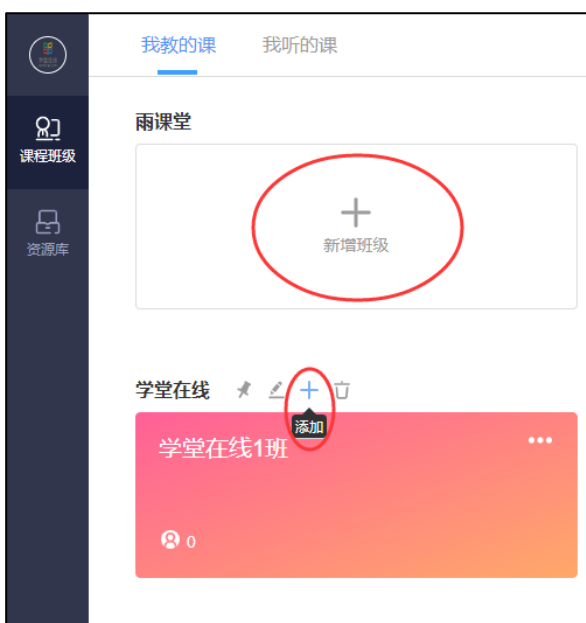 我教的课 我听的课
课程班级
资源库
雨课堂
新增班级
学堂在线
添加
学堂在线1班
0